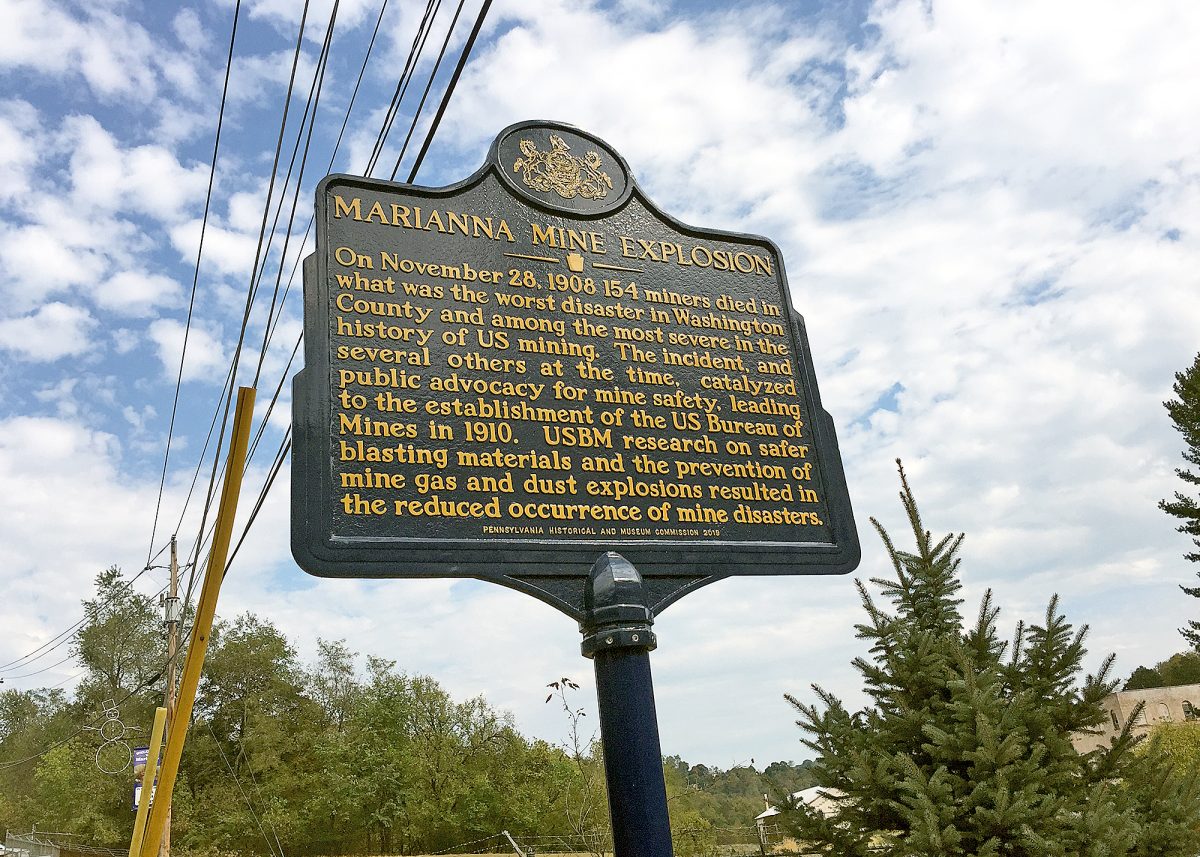 MARIANNA MINE EXPLOSION
On November 28, 1908 154 miners died in
what was the worst disaster in Washington
County and among the most severe in the
history of US mining. The incident, and
several others at the time, catalyzed
public advocacy for mine safety, leading
to the establishment of the US Bureau of
Mines in 1910. USBM research on safer
blasting materials and the prevention of
mine gas and dust explosions resulted in
the reduced occurrence of mine disasters.
PENNSYLVANIA HISTORICAL AND MUSEUM COMMISSION 2019